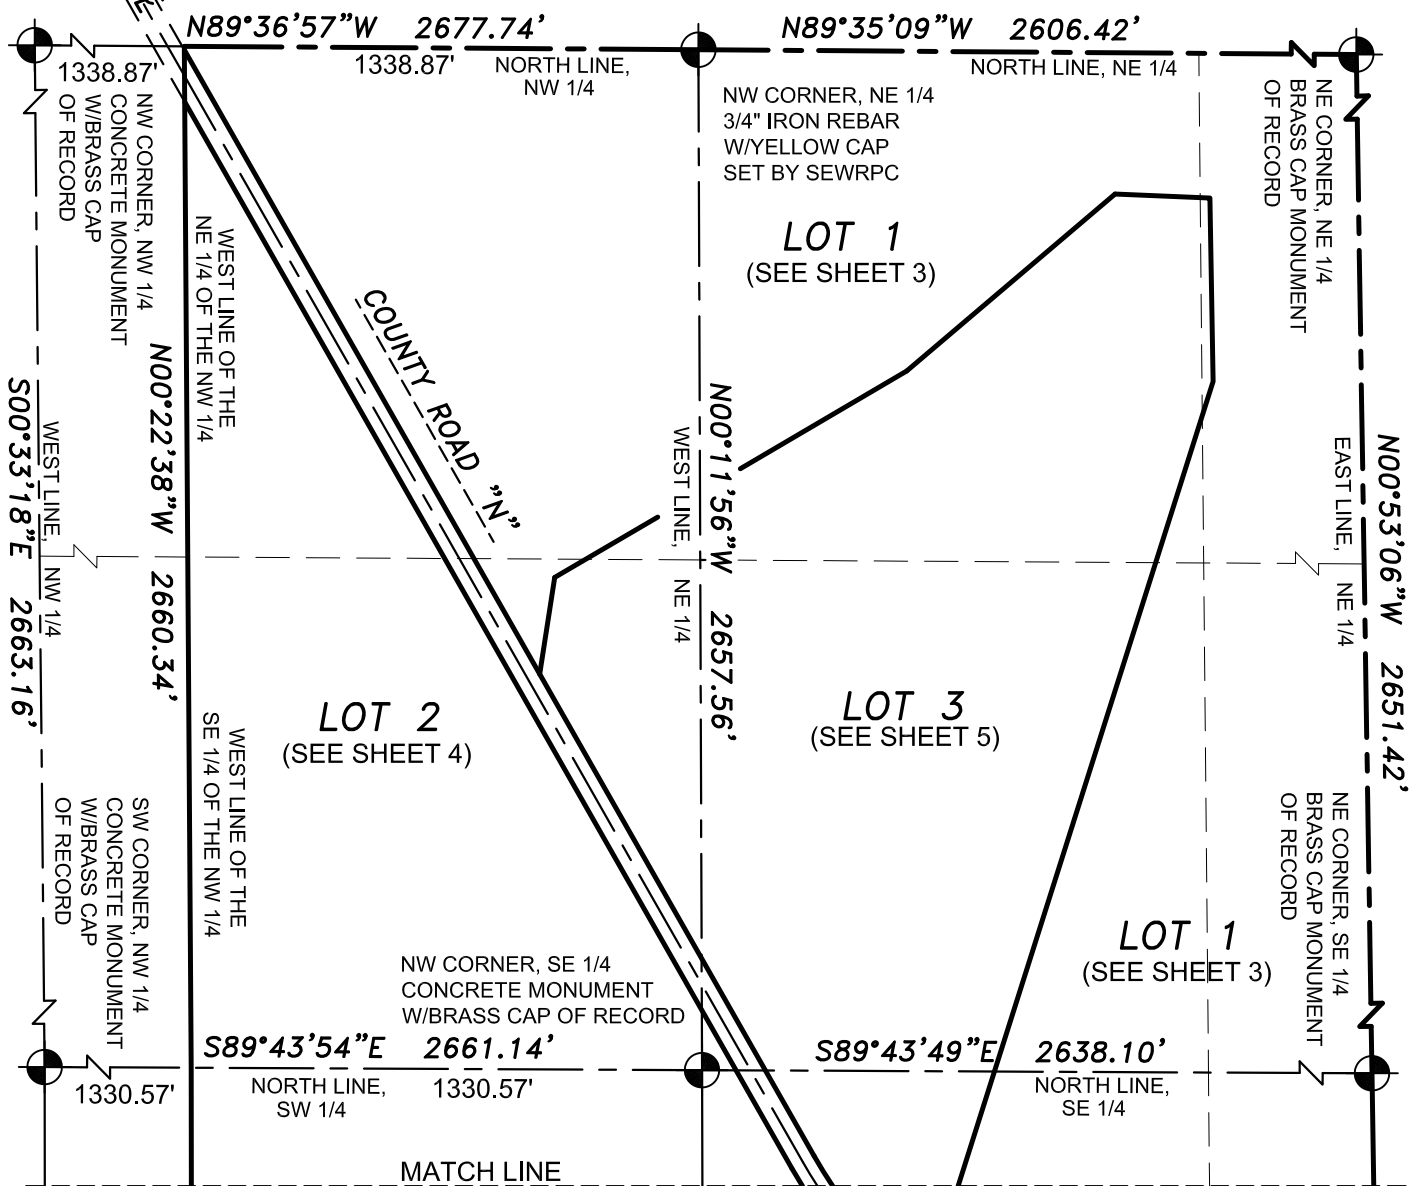 N89°36'57"W 2677.74'
N89°35'09"W 2606.42'
1338.87'
1338.87'
NORTH LINE,
NW 1/4
NORTH LINE, NE 1/4
NW CORNER, NW 1/4
CONCRETE MONUMENT
W/BRASS CAP
OF RECORD
NW CORNER, NE 1/4
3/4" IRON REBAR
W/YELLOW CAP
SET BY SEWRPC
NE CORNER, NE 1/4
BRASS CAP MONUMENT
OF RECORD
WEST LINE OF THE
NE 1/4 OF THE NW 1/4
LOT 1
(SEE SHEET 3)
COUNTY ROAD "N"
S00°33'18"E 2663.16'
WEST LINE, NW 1/4
N00°22'38"W 2660.34'
N00°11'56"W 2657.56'
WEST LINE, NE 1/4
EAST LINE, NE 1/4
N00°53'06"W 2651.42'
LOT 2
(SEE SHEET 4)
LOT 3
(SEE SHEET 5)
WEST LINE OF THE
SE 1/4 OF THE NW 1/4
SW CORNER, NW 1/4
CONCRETE MONUMENT
W/BRASS CAP
OF RECORD
NW CORNER, SE 1/4
CONCRETE MONUMENT
W/BRASS CAP OF RECORD
LOT 1
(SEE SHEET 3)
NE CORNER, SE 1/4
BRASS CAP MONUMENT
OF RECORD
S89°43'54"E 2661.14'
S89°43'49"E 2638.10'
1330.57'
NORTH LINE,
SW 1/4
1330.57'
NORTH LINE,
SE 1/4
MATCH LINE